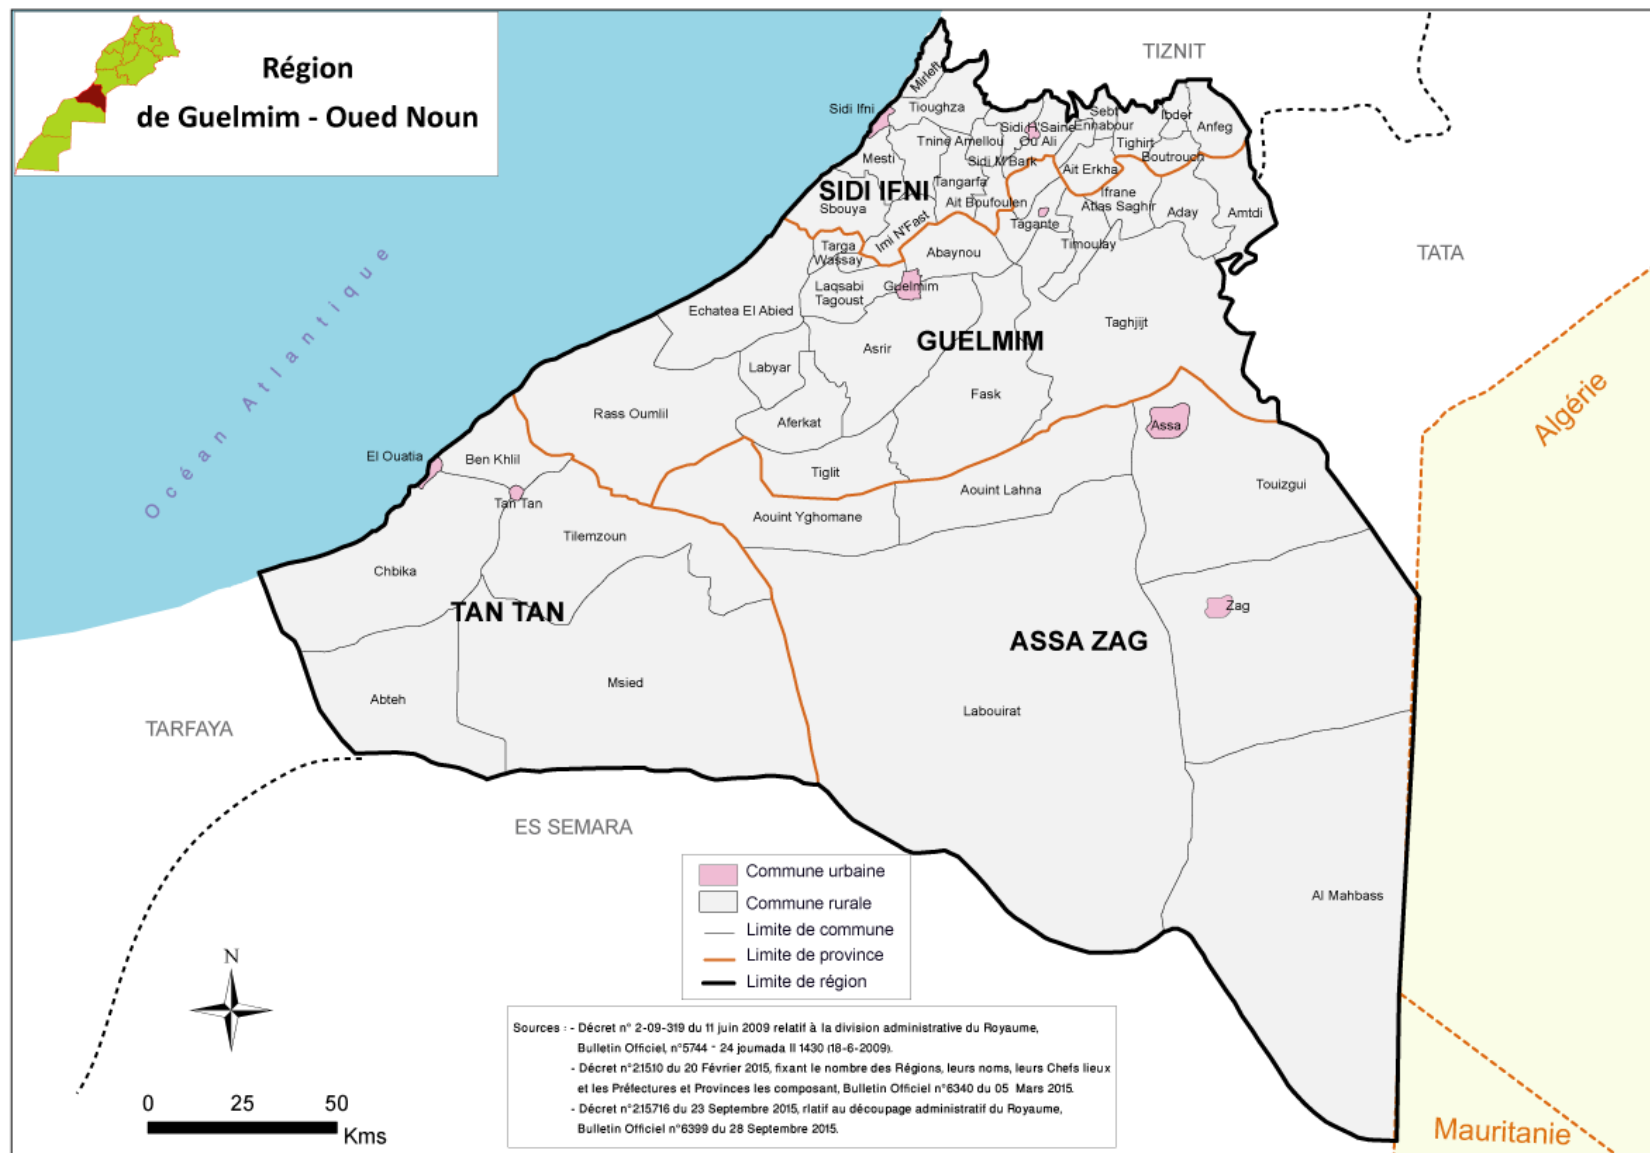 Région
de Guelmim - Oued Noun
TIZNIT
Mirleft
Sidi Ifni
Tioughza
Sebt
Ennabour
Ibder
Anfeg
Sidi H'Saine
Ou Ali
Tnine Amellou
Tighirt
Boutrouch
Mesti
Sidi M'Bark
Ait Erkha
SIDI IFNI
Tangarfa
Ifrane
Atlas Saghir
Sbouya
Ait Boufoulen
Aday
Amtdi
Imi N'Fast
Tagante
Targa
Wassay
Abaynou
Timoulay
TATA
Océan Atlantique
Laqsabi
Tagoust
Guelmim
Echatea El Abied
Taghjijt
Asrir
GUELMIM
Labyar
Fask
Algérie
Rass Oumlil
Aferkat
Assa
El Ouatia
Ben Khlil
Tiglit
Touizgui
Aouint Lahna
Tan Tan
Aouint Yghomane
Tilemzoun
Chbika
TAN TAN
Zag
ASSA ZAG
Msied
Abteh
Labouirat
TARFAYA
ES SEMARA
Al Mahbass
Commune urbaine
Commune rurale
Limite de commune
Limite de province
Limite de région
N
Sources : - Décret n° 2-09-319 du 11 juin 2009 relatif à la division administrative du Royaume,
Bulletin Officiel, n°5744 - 24 joumada II 1430 (18-6-2009).
- Décret n°21510 du 20 Février 2015, fixant le nombre des Régions, leurs noms, leurs Chefs lieux
et les Préfectures et Provinces les composant, Bulletin Officiel n°6340 du 05 Mars 2015.
- Décret n°215716 du 23 Septembre 2015, rlatif au découpage administratif du Royaume,
Bulletin Officiel n°6399 du 28 Septembre 2015.
0 25 50
Kms
Mauritanie